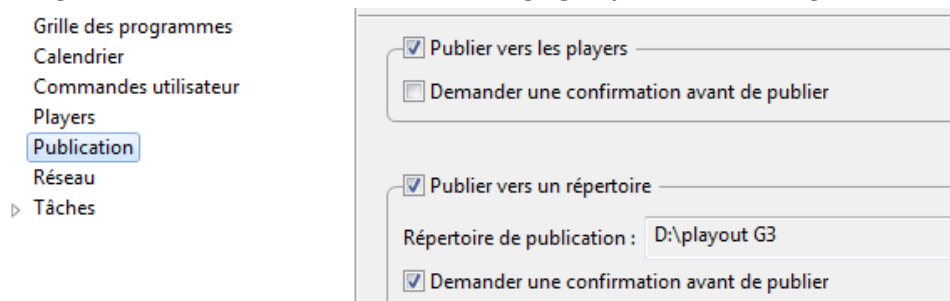 Grille des programmes
Calendrier
Commandes utilisateur
Players
Publication
Réseau
Tâches
Publier vers les players
Demander une confirmation avant de publier
Publier vers un répertoire
Répertoire de publication : D:\playout G3
Demander une confirmation avant de publier